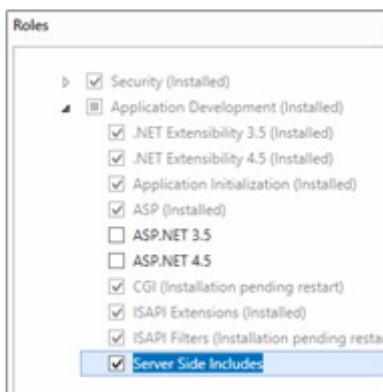 Roles
Security (Installed)
Application Development (Installed)
.NET Extensibility 3.5 (Installed)
.NET Extensibility 4.5 (Installed)
Application Initialization (Installed)
ASP (Installed)
ASP.NET 3.5
ASP.NET 4.5
CGI (Installation pending restart)
ISAPI Extensions (Installed)
ISAPI Filters (Installation pending restar
Server Side Includes